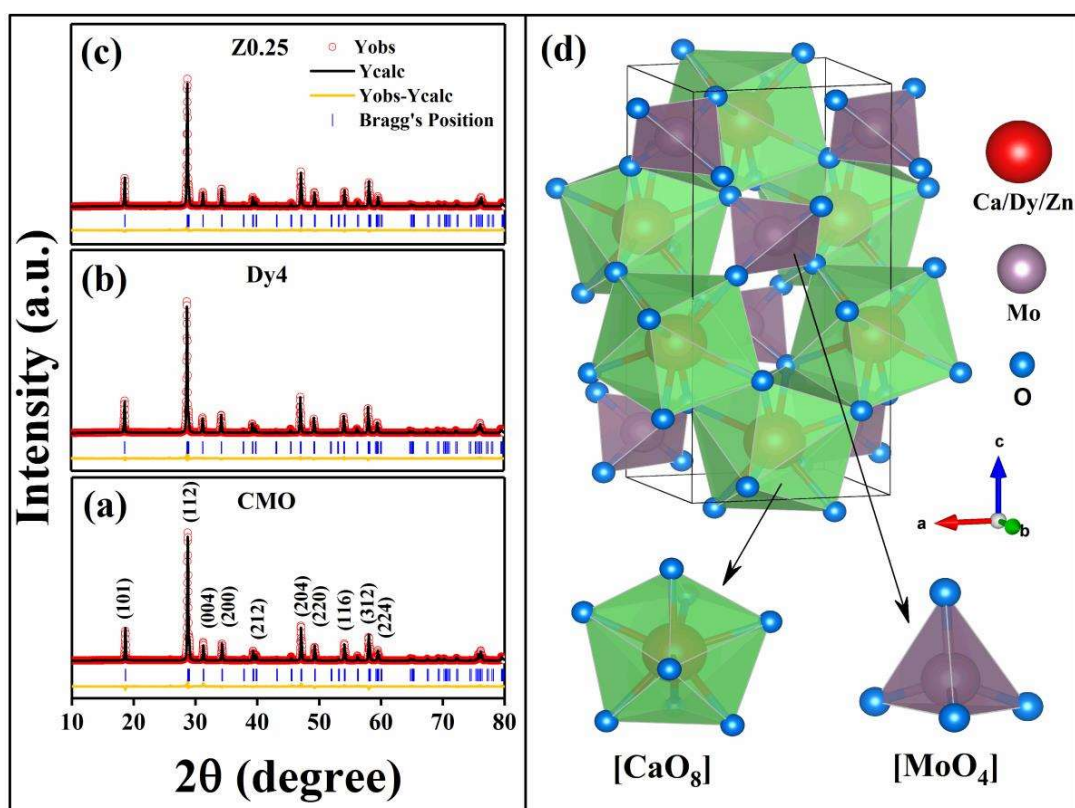 (c)
Z0.25
Yobs
Ycalc
Yobs-Ycalc
Bragg's Position
(b)
Dy4
(a)
CMO
(101)
(112)
(004)
(200)
(212)
(204)
(220)
(116)
(312)
(224)
10 20 30 40 50 60 70 80
2θ (degree)
Intensity (a.u.)
(d)
Ca/Dy/Zn
Mo
O
c
a
b
[CaO₈]
[MoO₄]